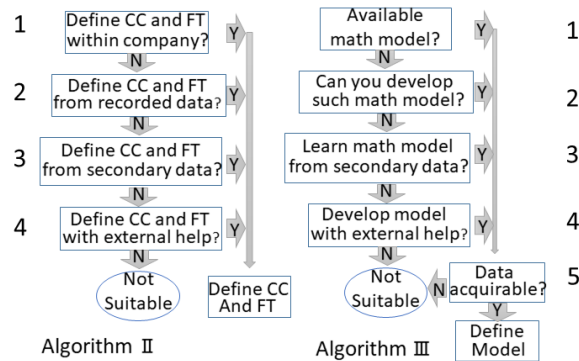 1
Define CC and FT
within company?
Y
N
2
Define CC and FT
from recorded data?
Y
N
3
Define CC and FT
from secondary data?
Y
N
4
Define CC and FT
with external help?
Y
N
Not
Suitable
Define CC
And FT
Algorithm Ⅱ
Available
math model?
Y
1
N
Can you develop
such math model?
Y
2
N
Learn math model
from secondary data?
Y
3
N
Develop model
with external help?
Y
4
N
Not
Suitable
N
Data
acquirable?
5
Y
Define
Model
Algorithm Ⅲ